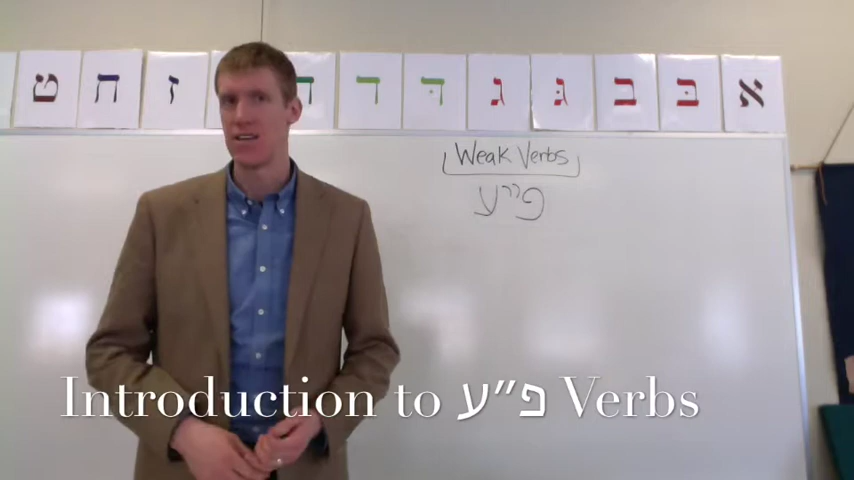 א בּ ב גּ ג דּ ד ה ז ח ט
Weak Verbs
פ״ע
Introduction to פ״ע Verbs